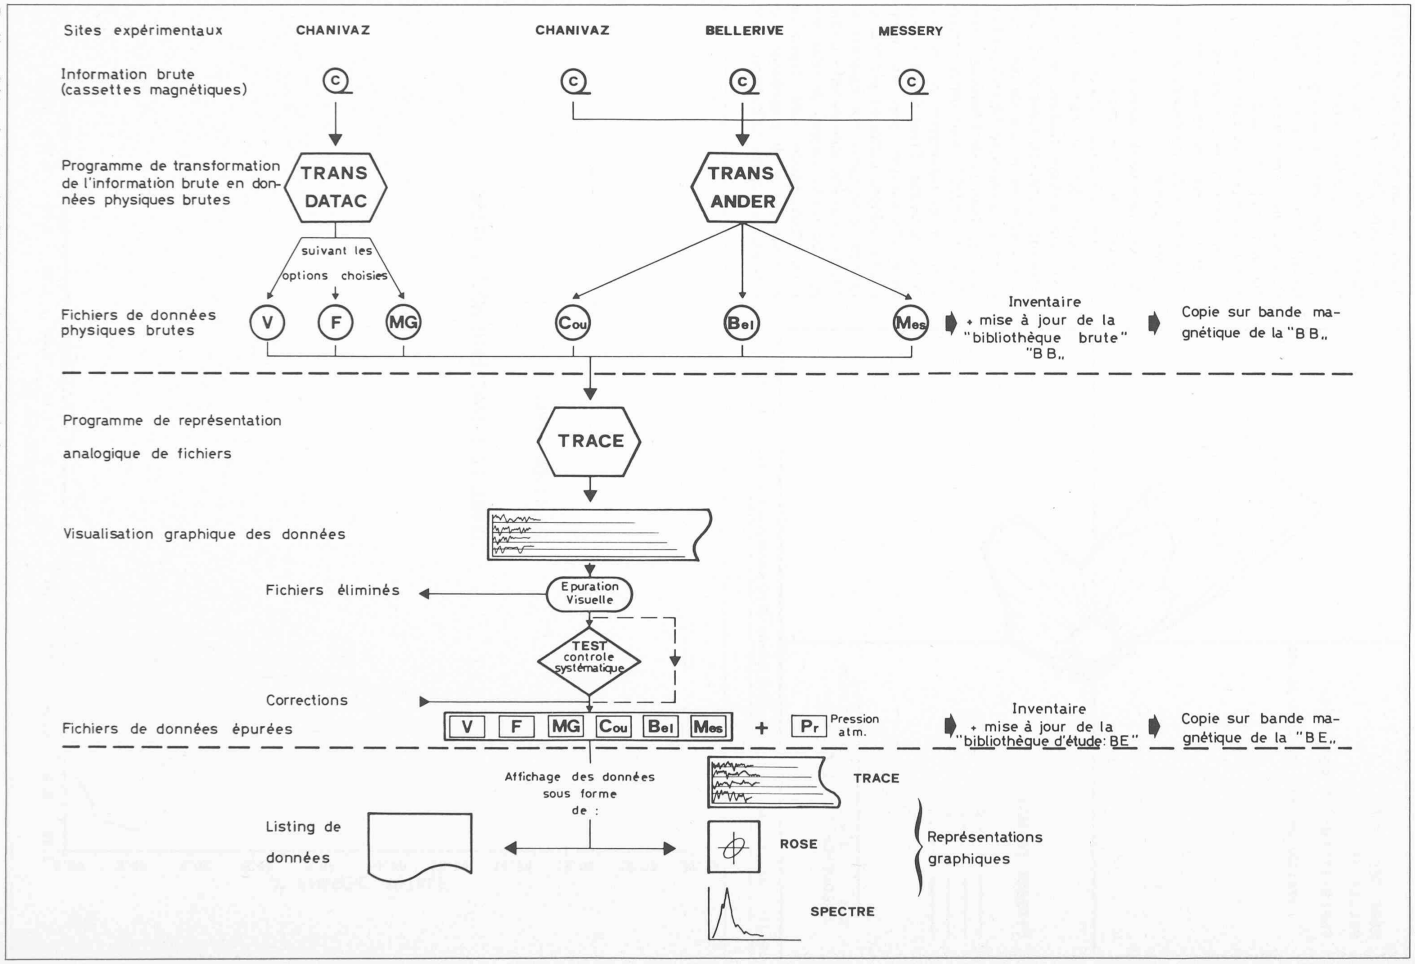 Sites expérimentaux
CHANIVAZ
CHANIVAZ
BELLERIVE
MESSERY
Information brute
(cassettes magnétiques)
C
C
C
C
Programme de transformation
de l'information brute en don-
nées physiques brutes
TRANS
DATAC
TRANS
ANDER
suivant les
options choisies
Fichiers de données
physiques brutes
V
F
MG
Cou
Bel
Mes
Inventaire
+ mise à jour de la
"bibliothèque brute"
"BB„
Copie sur bande ma-
gnétique de la "BB„
Programme de représentation
analogique de fichiers
TRACE
Visualisation graphique des données
Fichiers éliminés
Epuration
Visuelle
TEST
controle
systématique
Corrections
Fichiers de données épurées
V
F
MG
Cou
Bel
Mes
+
Pr
Pression
atm.
Inventaire
+ mise à jour de la
"bibliothèque d'étude: BE"
Copie sur bande ma-
gnétique de la "BE„
Affichage des données
sous forme
de :
Listing de
données
TRACE
ROSE
SPECTRE
Représentations
graphiques